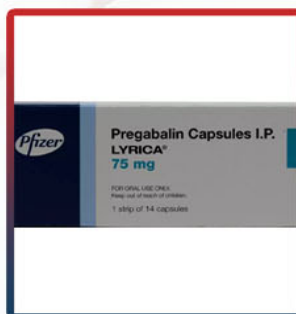 Pfizer
Pregabalin Capsules I.P.
LYRICA®
75 mg
FOR ORAL USE ONLY.
Keep out of reach of children.
1 strip of 14 capsules